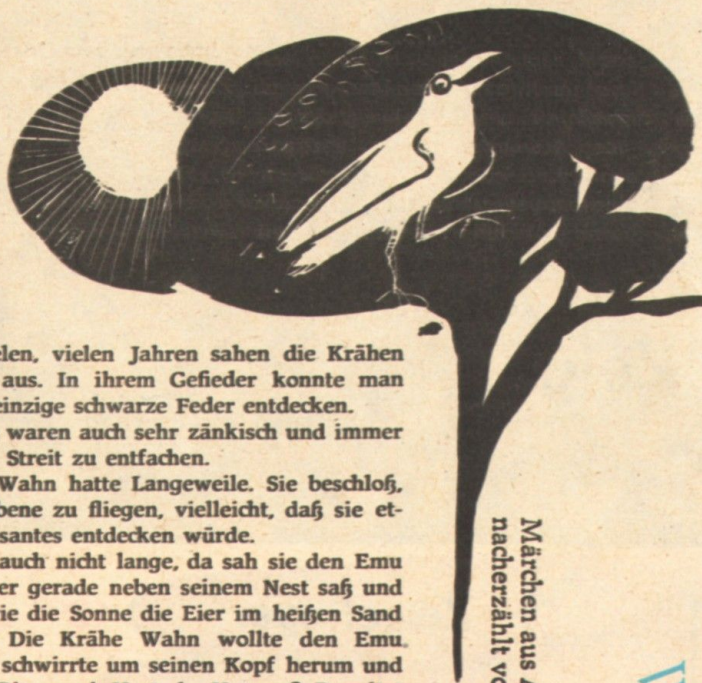 vielen Jahren sahen die Krähen
aus. In ihrem Gefieder konnte man
einzige schwarze Feder entdecken.
waren auch sehr zänkisch und immer
Streit zu entfachen.
Wahn hatte Langeweile. Sie beschloß,
bene zu fliegen, vielleicht, daß sie et-
santes entdecken würde.
auch nicht lange, da sah sie den Emu
er gerade neben seinem Nest saß und
ie die Sonne die Eier im heißen Sand
Die Krähe Wahn wollte den Emu
schwirrte um seinen Kopf herum und
Märchen aus
nacherzählt